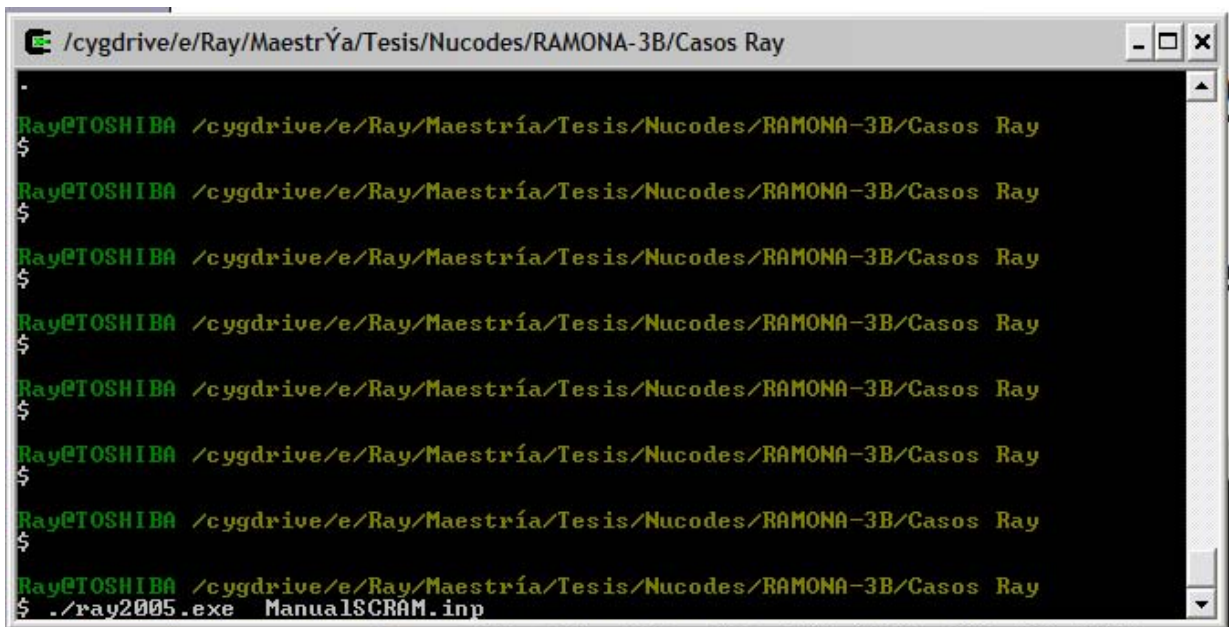 /cygdrive/e/Ray/MaestrÝa/Tesis/Nucodes/RAMONA-3B/Casos Ray
.
Ray@TOSHIBA /cygdrive/e/Ray/Maestría/Tesis/Nucodes/RAMONA-3B/Casos Ray
$
Ray@TOSHIBA /cygdrive/e/Ray/Maestría/Tesis/Nucodes/RAMONA-3B/Casos Ray
$
Ray@TOSHIBA /cygdrive/e/Ray/Maestría/Tesis/Nucodes/RAMONA-3B/Casos Ray
$
Ray@TOSHIBA /cygdrive/e/Ray/Maestría/Tesis/Nucodes/RAMONA-3B/Casos Ray
$
Ray@TOSHIBA /cygdrive/e/Ray/Maestría/Tesis/Nucodes/RAMONA-3B/Casos Ray
$
Ray@TOSHIBA /cygdrive/e/Ray/Maestría/Tesis/Nucodes/RAMONA-3B/Casos Ray
$
Ray@TOSHIBA /cygdrive/e/Ray/Maestría/Tesis/Nucodes/RAMONA-3B/Casos Ray
$
Ray@TOSHIBA /cygdrive/e/Ray/Maestría/Tesis/Nucodes/RAMONA-3B/Casos Ray
$ ./ray2005.exe  ManualSCRAM.inp